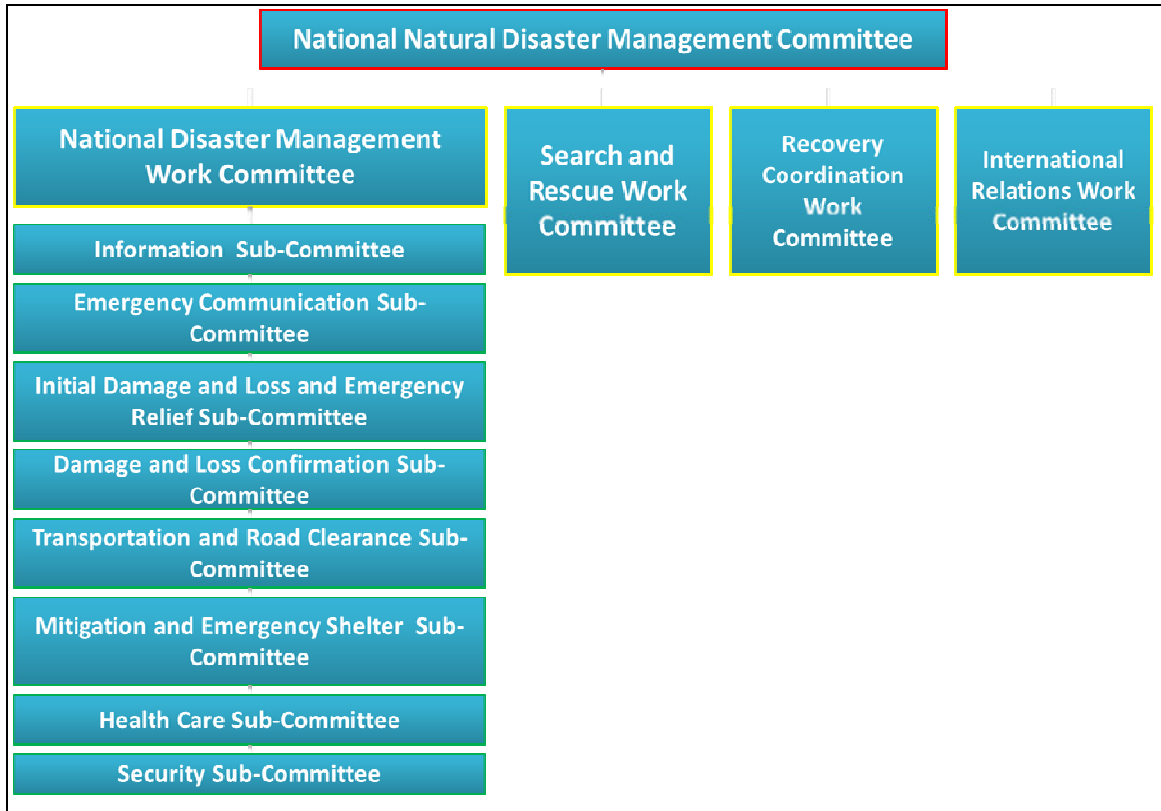 National Natural Disaster Management Committee
National Disaster Management
Work Committee
Search and
Rescue Work
Committee
Recovery
Coordination
Work
Committee
International
Relations Work
Committee
Information Sub-Committee
Emergency Communication Sub-
Committee
Initial Damage and Loss and Emergency
Relief Sub-Committee
Damage and Loss Confirmation Sub-
Committee
Transportation and Road Clearance Sub-
Committee
Mitigation and Emergency Shelter Sub-
Committee
Health Care Sub-Committee
Security Sub-Committee